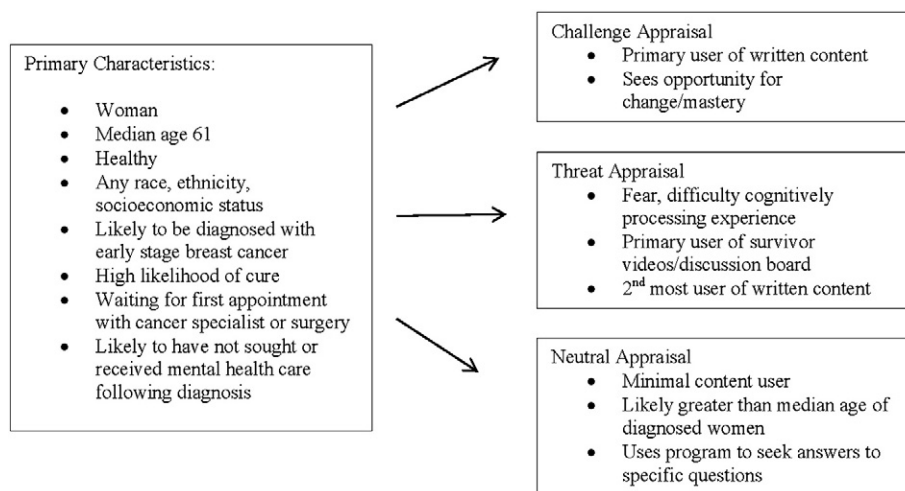 Primary Characteristics:
• Woman
• Median age 61
• Healthy
• Any race, ethnicity,
socioeconomic status
• Likely to be diagnosed with
early stage breast cancer
• High likelihood of cure
• Waiting for first appointment
with cancer specialist or surgery
• Likely to have not sought or
received mental health care
following diagnosis
Challenge Appraisal
• Primary user of written content
• Sees opportunity for
change/mastery
Threat Appraisal
• Fear, difficulty cognitively
processing experience
• Primary user of survivor
videos/discussion board
• 2nd most user of written content
Neutral Appraisal
• Minimal content user
• Likely greater than median age of
diagnosed women
• Uses program to seek answers to
specific questions